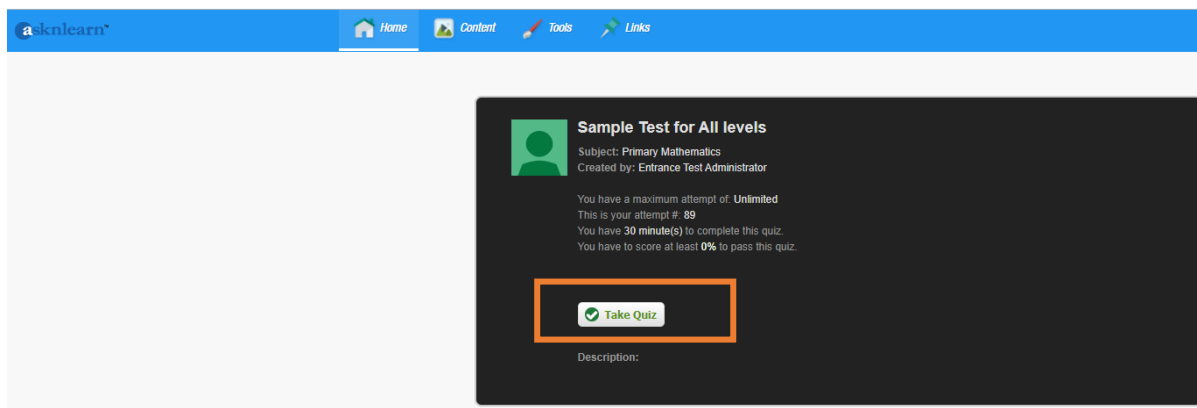 asknlearn™
Home
Content
Tools
Links
Sample Test for All levels
Subject: Primary Mathematics
Created by: Entrance Test Administrator
You have a maximum attempt of: Unlimited
This is your attempt #: 89
You have 30 minute(s) to complete this quiz.
You have to score at least 0% to pass this quiz.
Take Quiz
Description: